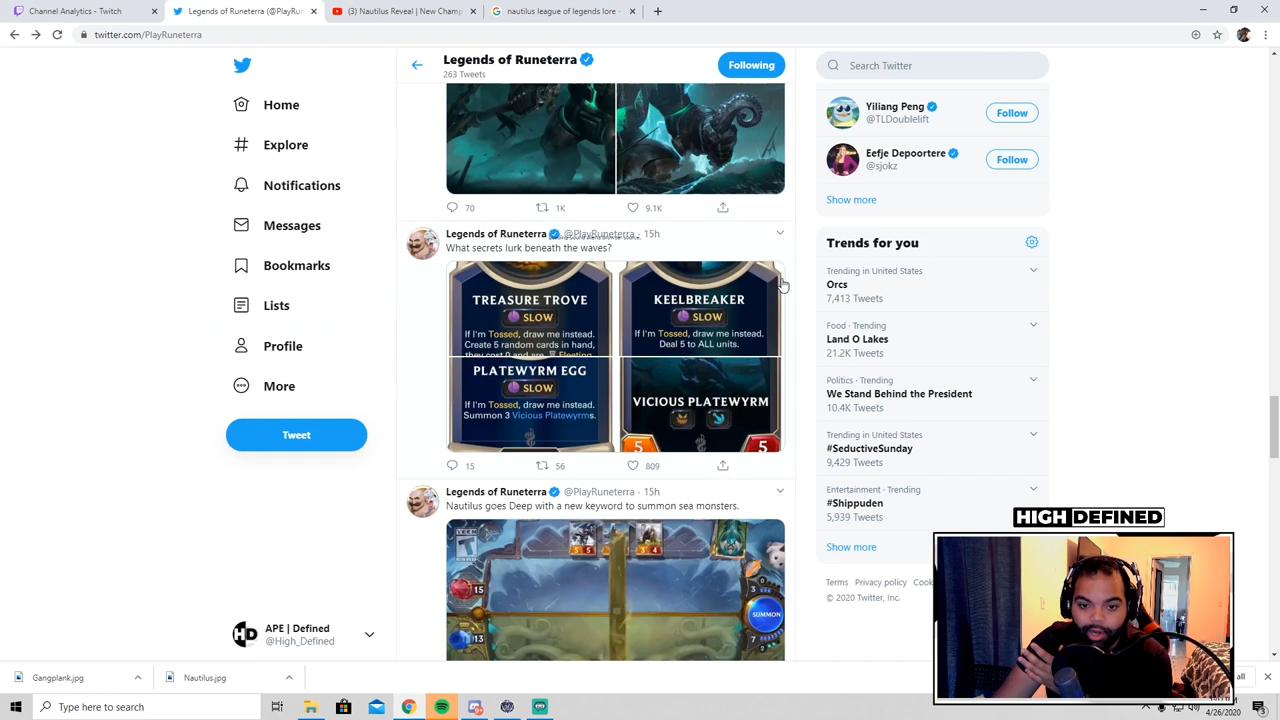 Channel Analytics - Twitch
Legends of Runeterra (@PlayRun
(3) Nautilus Reveal | New Champ
nautilus league of legends lore -
twitter.com/PlayRuneterra
Home
Explore
Notifications
Messages
Bookmarks
Lists
Profile
More
Tweet
APE | Defined
@High_Defined
Legends of Runeterra
263 Tweets
Following
70 1K 9.1K
Legends of Runeterra @PlayRuneterra · 15h
What secrets lurk beneath the waves?
TREASURE TROVE
SLOW
If I'm Tossed, draw me instead.
Create 5 random cards in hand,
they cost 0 and are Fleeting
KEELBREAKER
SLOW
If I'm Tossed, draw me instead.
Deal 5 to ALL units.
PLATEWYRM EGG
SLOW
If I'm Tossed, draw me instead.
Summon 3 Vicious Platewyrms.
VICIOUS PLATEWYRM
5 5
15 56 809
Legends of Runeterra @PlayRuneterra · 15h
Nautilus goes Deep with a new keyword to summon sea monsters.
5 5
3 4
15
13
3
SUMMON
7
Search Twitter
Yiliang Peng
@TLDoublelift
Follow
Eefje Depoortere
@sjokz
Follow
Show more
Trends for you
Trending in United States
Orcs
7,413 Tweets
Food · Trending
Land O Lakes
21.2K Tweets
Politics · Trending
We Stand Behind the President
10.4K Tweets
Trending in United States
#SeductiveSunday
9,429 Tweets
Entertainment · Trending
#Shippuden
5,939 Tweets
Show more
Terms Privacy policy Cook
© 2020 Twitter, Inc.
HIGH DEFINED
Gangplank.jpg
Nautilus.jpg
all
Type here to search
4/26/2020